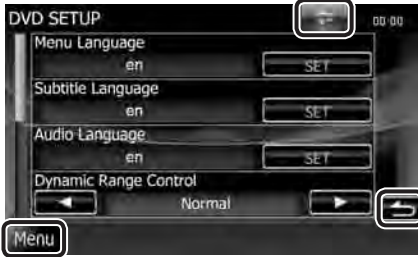 DVD SETUP
00:00
Menu Language
en
SET
Subtitle Language
en
SET
Audio Language
en
SET
Dynamic Range Control
Normal
Menu